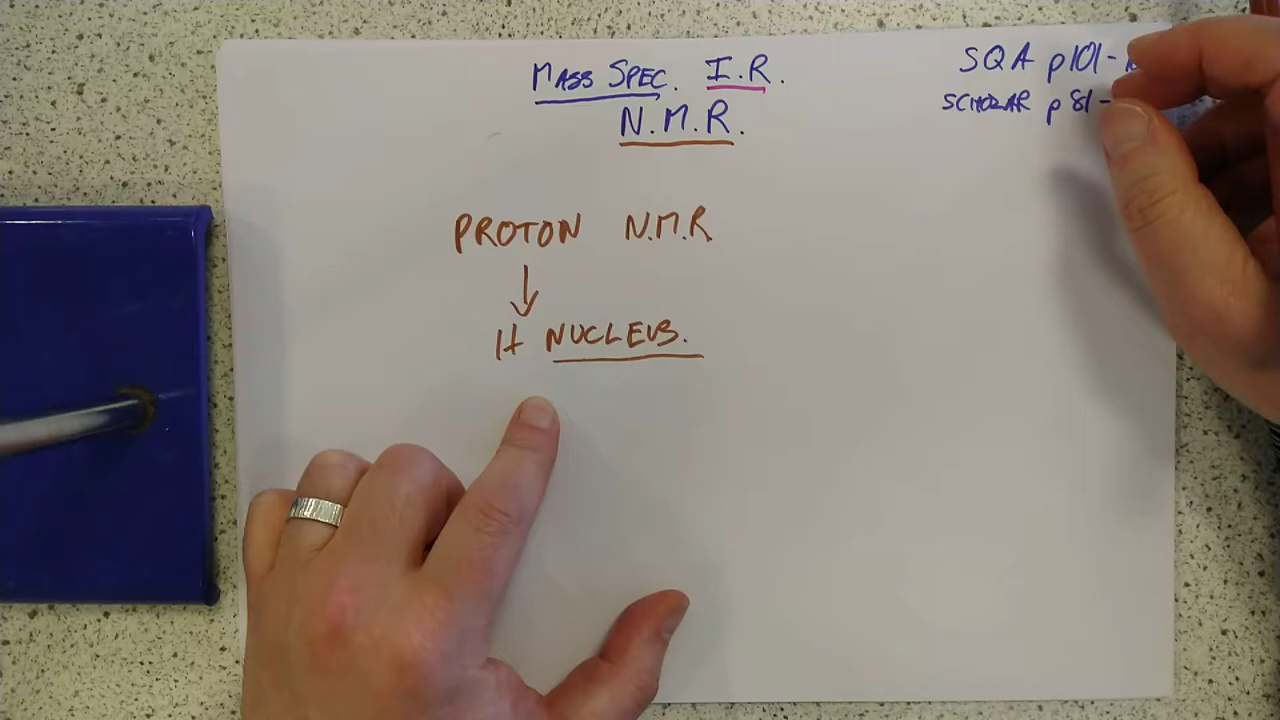 MASS SPEC. I.R.
N.M.R.
SQA p101-
SCHOLAR p81-
PROTON N.M.R.
↓
H NUCLEUS.